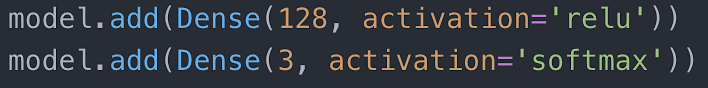 model.add(Dense(128, activation='relu'))
model.add(Dense(3, activation='softmax'))